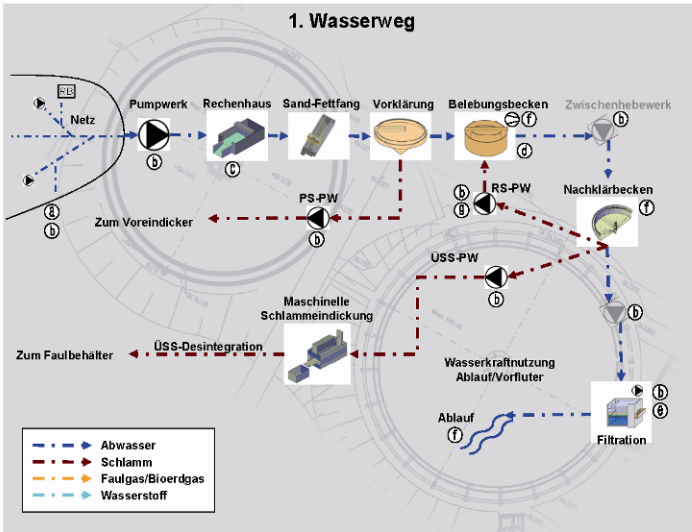 1. Wasserweg
RB
Netz
Pumpwerk
Rechenhaus
Sand-Fettfang
Vorklärung
Belebungsbecken
Zwischenhebewerk
b
c
f
d
b
a
b
PS-PW
b
Zum Voreindicker
b
g
RS-PW
Nachklärbecken
f
ÜSS-PW
b
b
Maschinelle
Schlammeindickung
Zum Faulbehälter
ÜSS-Desintegration
Wasserkraftnutzung
Ablauf/Vorfluter
Ablauf
f
b
e
Filtration
Abwasser
Schlamm
Faulgas/Bioerdgas
Wasserstoff